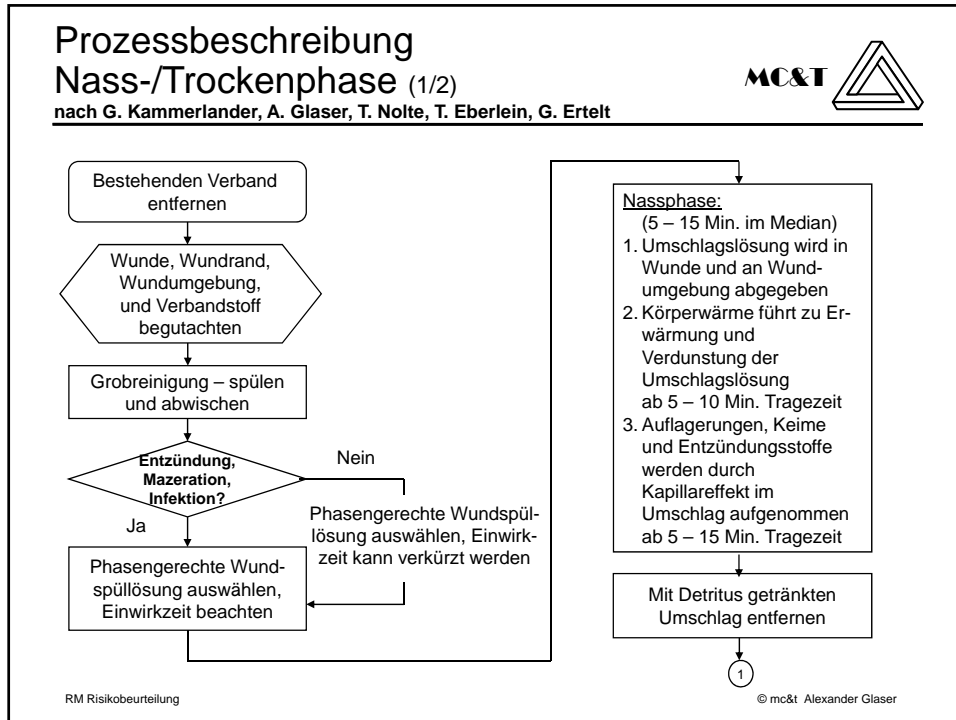 Prozessbeschreibung
Nass-/Trockenphase (1/2)
nach G. Kammerlander, A. Glaser, T. Nolte, T. Eberlein, G. Ertelt
MC&T
Bestehenden Verband
entfernen
Wunde, Wundrand,
Wundumgebung,
und Verbandstoff
begutachten
Grobreinigung – spülen
und abwischen
Entzündung,
Mazeration,
Infektion?
Nein
Ja
Phasengerechte Wundspül-
lösung auswählen, Einwirk-
zeit kann verkürzt werden
Phasengerechte Wund-
spüllösung auswählen,
Einwirkzeit beachten
Nassphase:
(5 – 15 Min. im Median)
1. Umschlagslösung wird in
Wunde und an Wund-
umgebung abgegeben
2. Körperwärme führt zu Er-
wärmung und
Verdunstung der
Umschlagslösung
ab 5 – 10 Min. Tragezeit
3. Auflagerungen, Keime
und Entzündungsstoffe
werden durch
Kapillareffekt im
Umschlag aufgenommen
ab 5 – 15 Min. Tragezeit
Mit Detritus getränkten
Umschlag entfernen
1
RM Risikobeurteilung
© mc&t Alexander Glaser